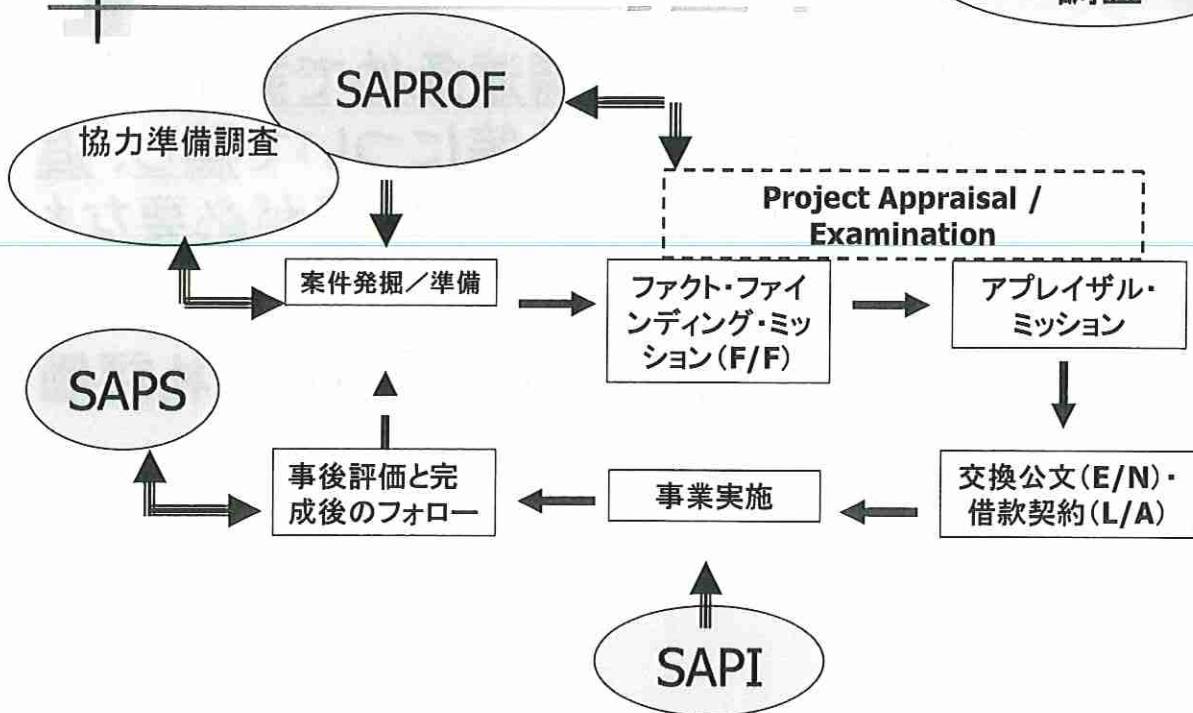 SAPROF
協力準備調査
Project Appraisal /
Examination
案件発掘／準備
ファクト・ファイ
ンディング・ミッ
ション(F/F)
アプレイザル・
ミッション
SAPS
事後評価と完
成後のフォロー
事業実施
交換公文(E/N)・
借款契約(L/A)
SAPI